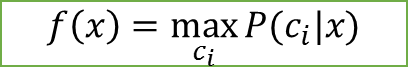 f(x) = max P(c_i|x)
c_i